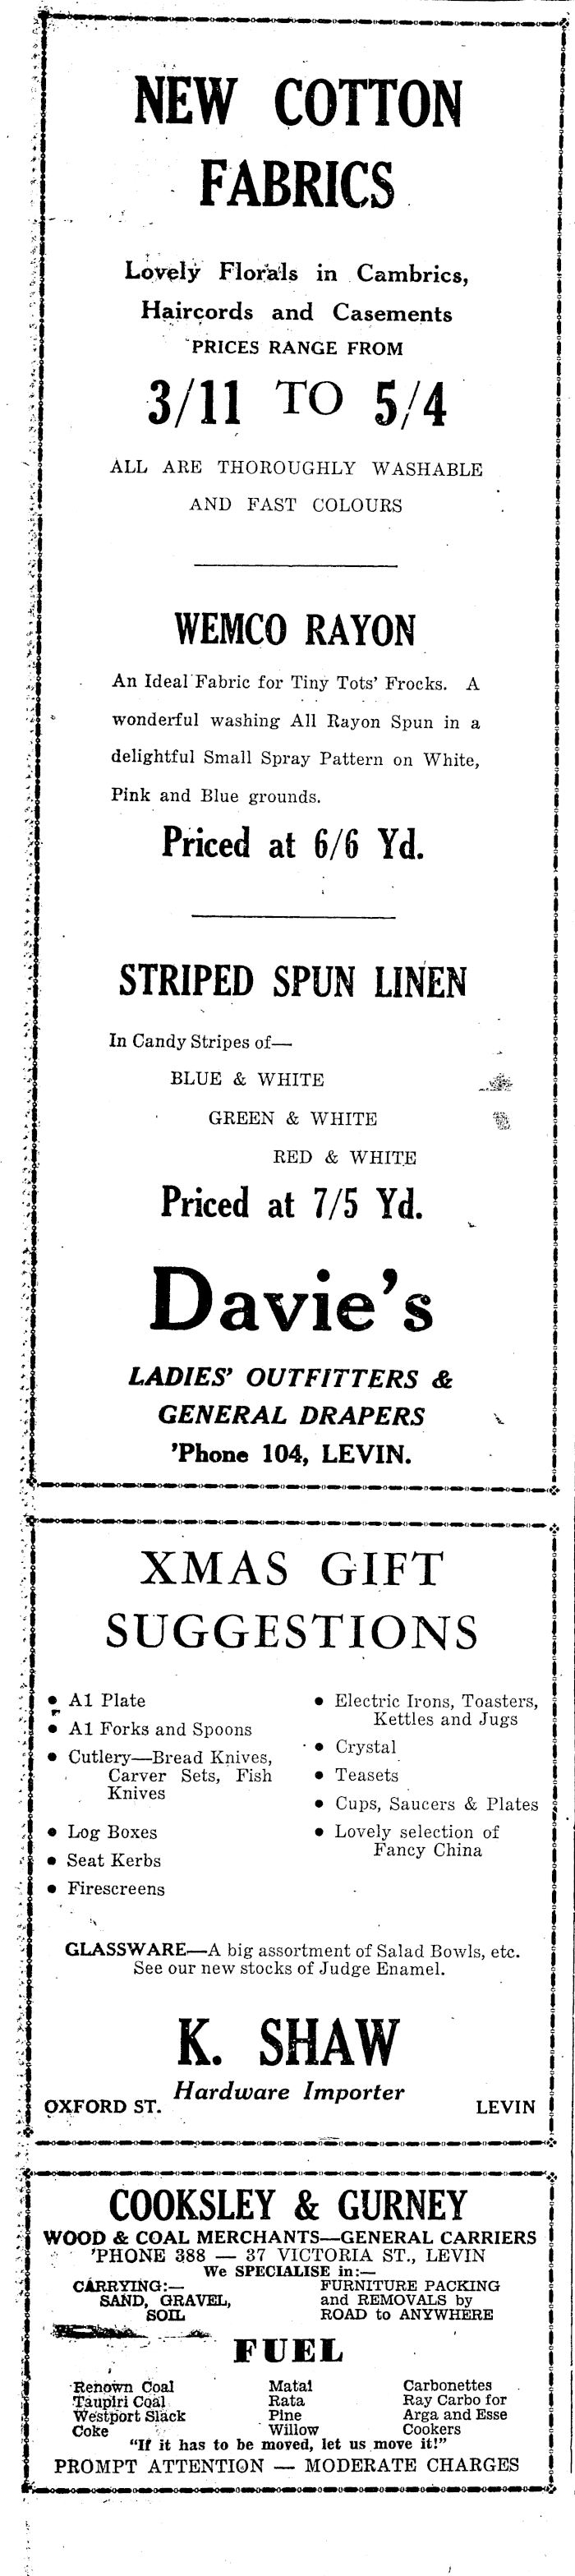 NEW COTTON
FABRICS
Lovely Florals in Cambrics,
Haircords and Casements
PRICES RANGE FROM
3/11 TO 5/4
ALL ARE THOROUGHLY WASHABLE
AND FAST COLOURS
WEMCO RAYON
An Ideal Fabric for Tiny Tots' Frocks. A
wonderful washing All Rayon Spun in a
delightful Small Spray Pattern on White,
Pink and Blue grounds.
Priced at 6/6 Yd.
STRIPED SPUN LINEN
In Candy Stripes of—
BLUE & WHITE
GREEN & WHITE
RED & WHITE
Priced at 7/5 Yd.
Davie's
LADIES' OUTFITTERS &
GENERAL DRAPERS
'Phone 104, LEVIN.
XMAS GIFT
SUGGESTIONS
• A1 Plate
• A1 Forks and Spoons
• Cutlery—Bread Knives,
Carver Sets, Fish
Knives
• Log Boxes
• Seat Kerbs
• Firescreens
• Electric Irons, Toasters,
Kettles and Jugs
• Crystal
• Teasets
• Cups, Saucers & Plates
• Lovely selection of
Fancy China
GLASSWARE—A big assortment of Salad Bowls, etc.
See our new stocks of Judge Enamel.
K. SHAW
Hardware Importer
OXFORD ST. LEVIN
COOKSLEY & GURNEY
WOOD & COAL MERCHANTS—GENERAL CARRIERS
'PHONE 388 — 37 VICTORIA ST., LEVIN
We SPECIALISE in:—
CARRYING:—
SAND, GRAVEL,
SOIL
FURNITURE PACKING
and REMOVALS by
ROAD to ANYWHERE
FUEL
Renown Coal
Taupiri Coal
Westport Slack
Coke
Matai
Rata
Pine
Willow
Carbonettes
Ray Carbo for
Arga and Esse
Cookers
"If it has to be moved, let us move it!"
PROMPT ATTENTION — MODERATE CHARGES